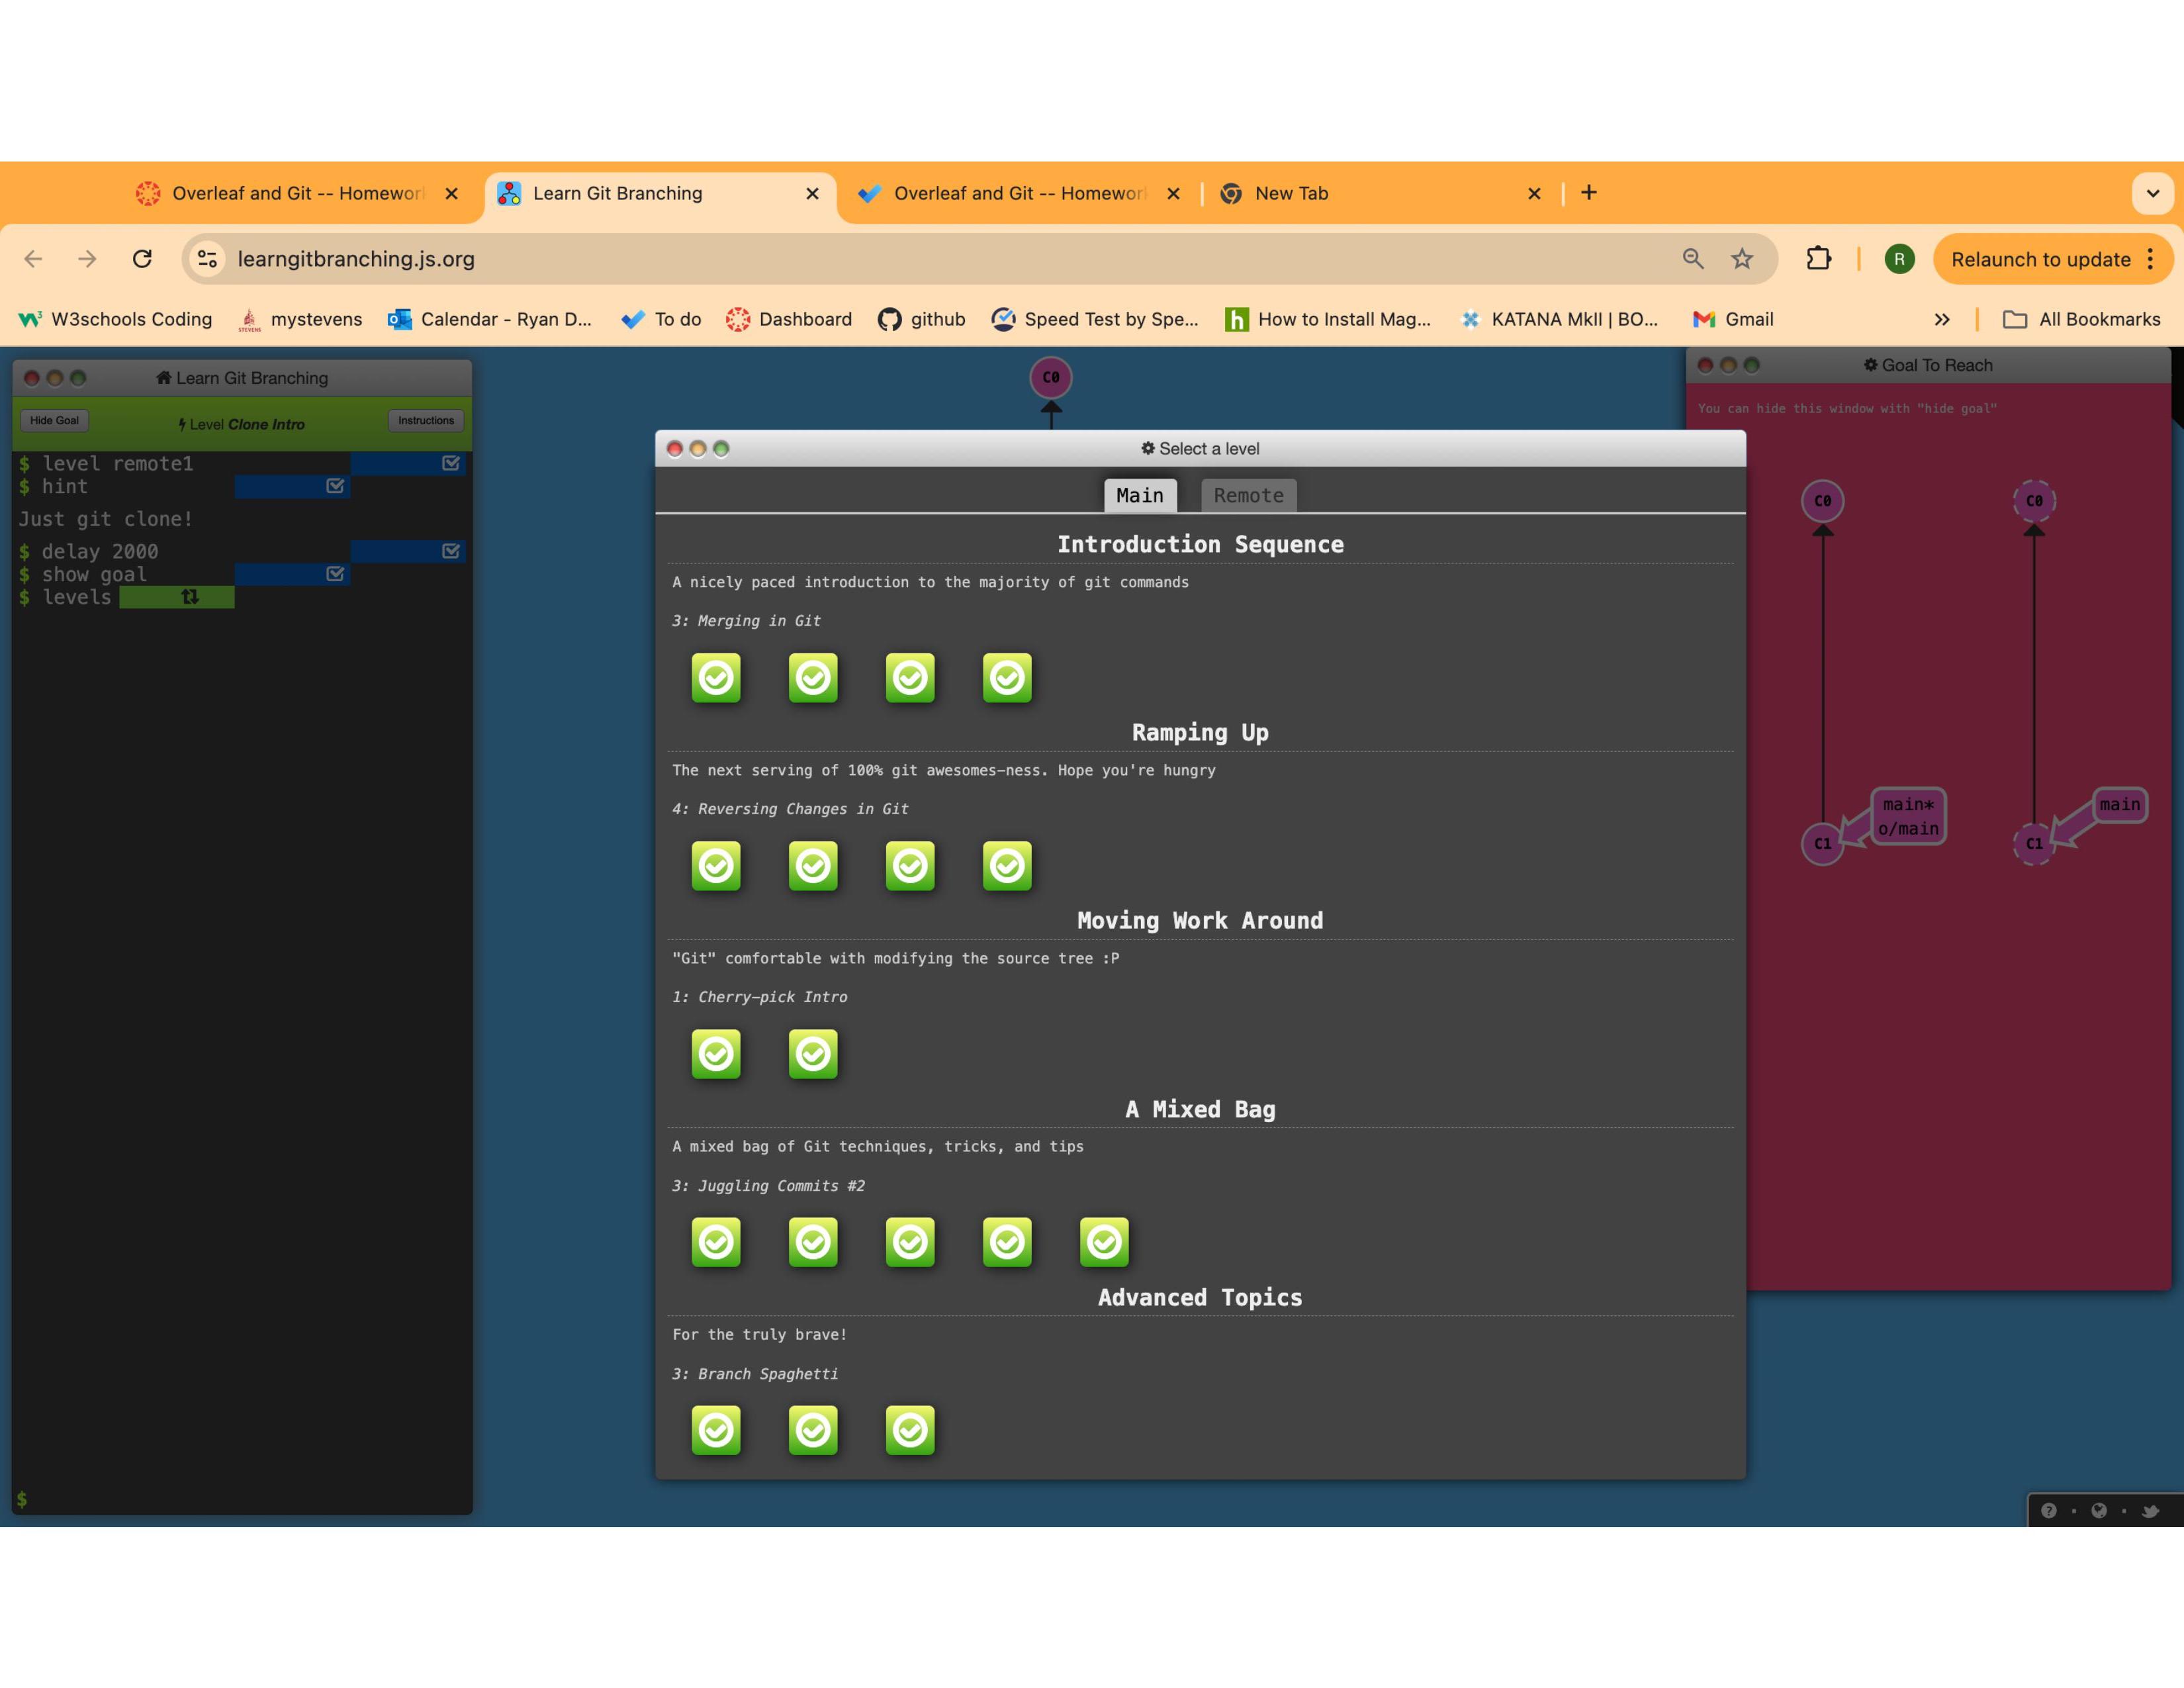 Overleaf and Git -- Homewor
Learn Git Branching
Overleaf and Git -- Homewor
New Tab
learngitbranching.js.org
R
Relaunch to update
W3schools Coding
STEVENS
mystevens
Calendar - Ryan D...
To do
Dashboard
github
Speed Test by Spe...
h
How to Install Mag...
KATANA MkII | BO...
Gmail
All Bookmarks
Learn Git Branching
Hide Goal
Level Clone Intro
Instructions
$ level remote1
$ hint
Just git clone!
$ delay 2000
$ show goal
$ levels
$
C0
Select a level
Main
Remote
Introduction Sequence
A nicely paced introduction to the majority of git commands
3: Merging in Git
Ramping Up
The next serving of 100% git awesomes-ness. Hope you're hungry
4: Reversing Changes in Git
Moving Work Around
"Git" comfortable with modifying the source tree :P
1: Cherry-pick Intro
A Mixed Bag
A mixed bag of Git techniques, tricks, and tips
3: Juggling Commits #2
Advanced Topics
For the truly brave!
3: Branch Spaghetti
Goal To Reach
You can hide this window with "hide goal"
C0
C0
main*
o/main
main
C1
C1